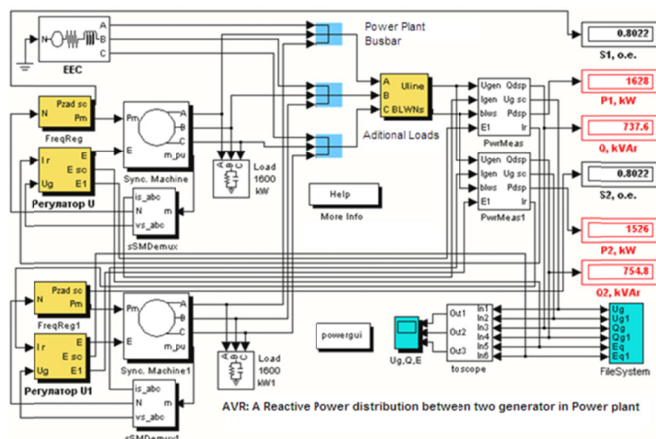 Power Plant
Busbar
A
B
C
N
EEC
A
B
C
Uline
BLWNs
Aditional Loads
Ugen
Igen
blws
E1
Qdsp
Ug sc
Pdsp
Ir
PwrMeas
Ugen
Igen
blws
E1
Qdsp
Ug sc
Pdsp
Ir
PwrMeas1
0.8022
S1, o.e.
1628
P1, kW
737.6
Q, kVAr
0.8022
S2, o.e.
1526
P2, kW
754.8
Q2, kVAr
N
Pzad sc
Pm
FreqReg
Ir
Ug
E
E sc
E1
Регулатор U
Pm
E
A
B
C
m_pu
Sync. Machine
A
B
C
Load
1600
kW
is_abc
N
m
vs_abc
sSMDemux
Help
More Info
N
Pzad sc
Pm
FreqReg1
Ir
Ug
E
E sc
E1
Регулатор U1
Pm
E
A
B
C
m_pu
Sync. Machine1
A
B
C
Load
1600
kW1
is_abc
N
m
vs_abc
sSMDemux1
powergui
Ug,Q,E
Out1
Out2
Out3
In1
In2
In3
In4
In5
In6
toscope
Ug
Ug1
Qg
Qg1
Eq
Eq1
FileSystem
AVR: A Reactive Power distribution between two generator in Power plant